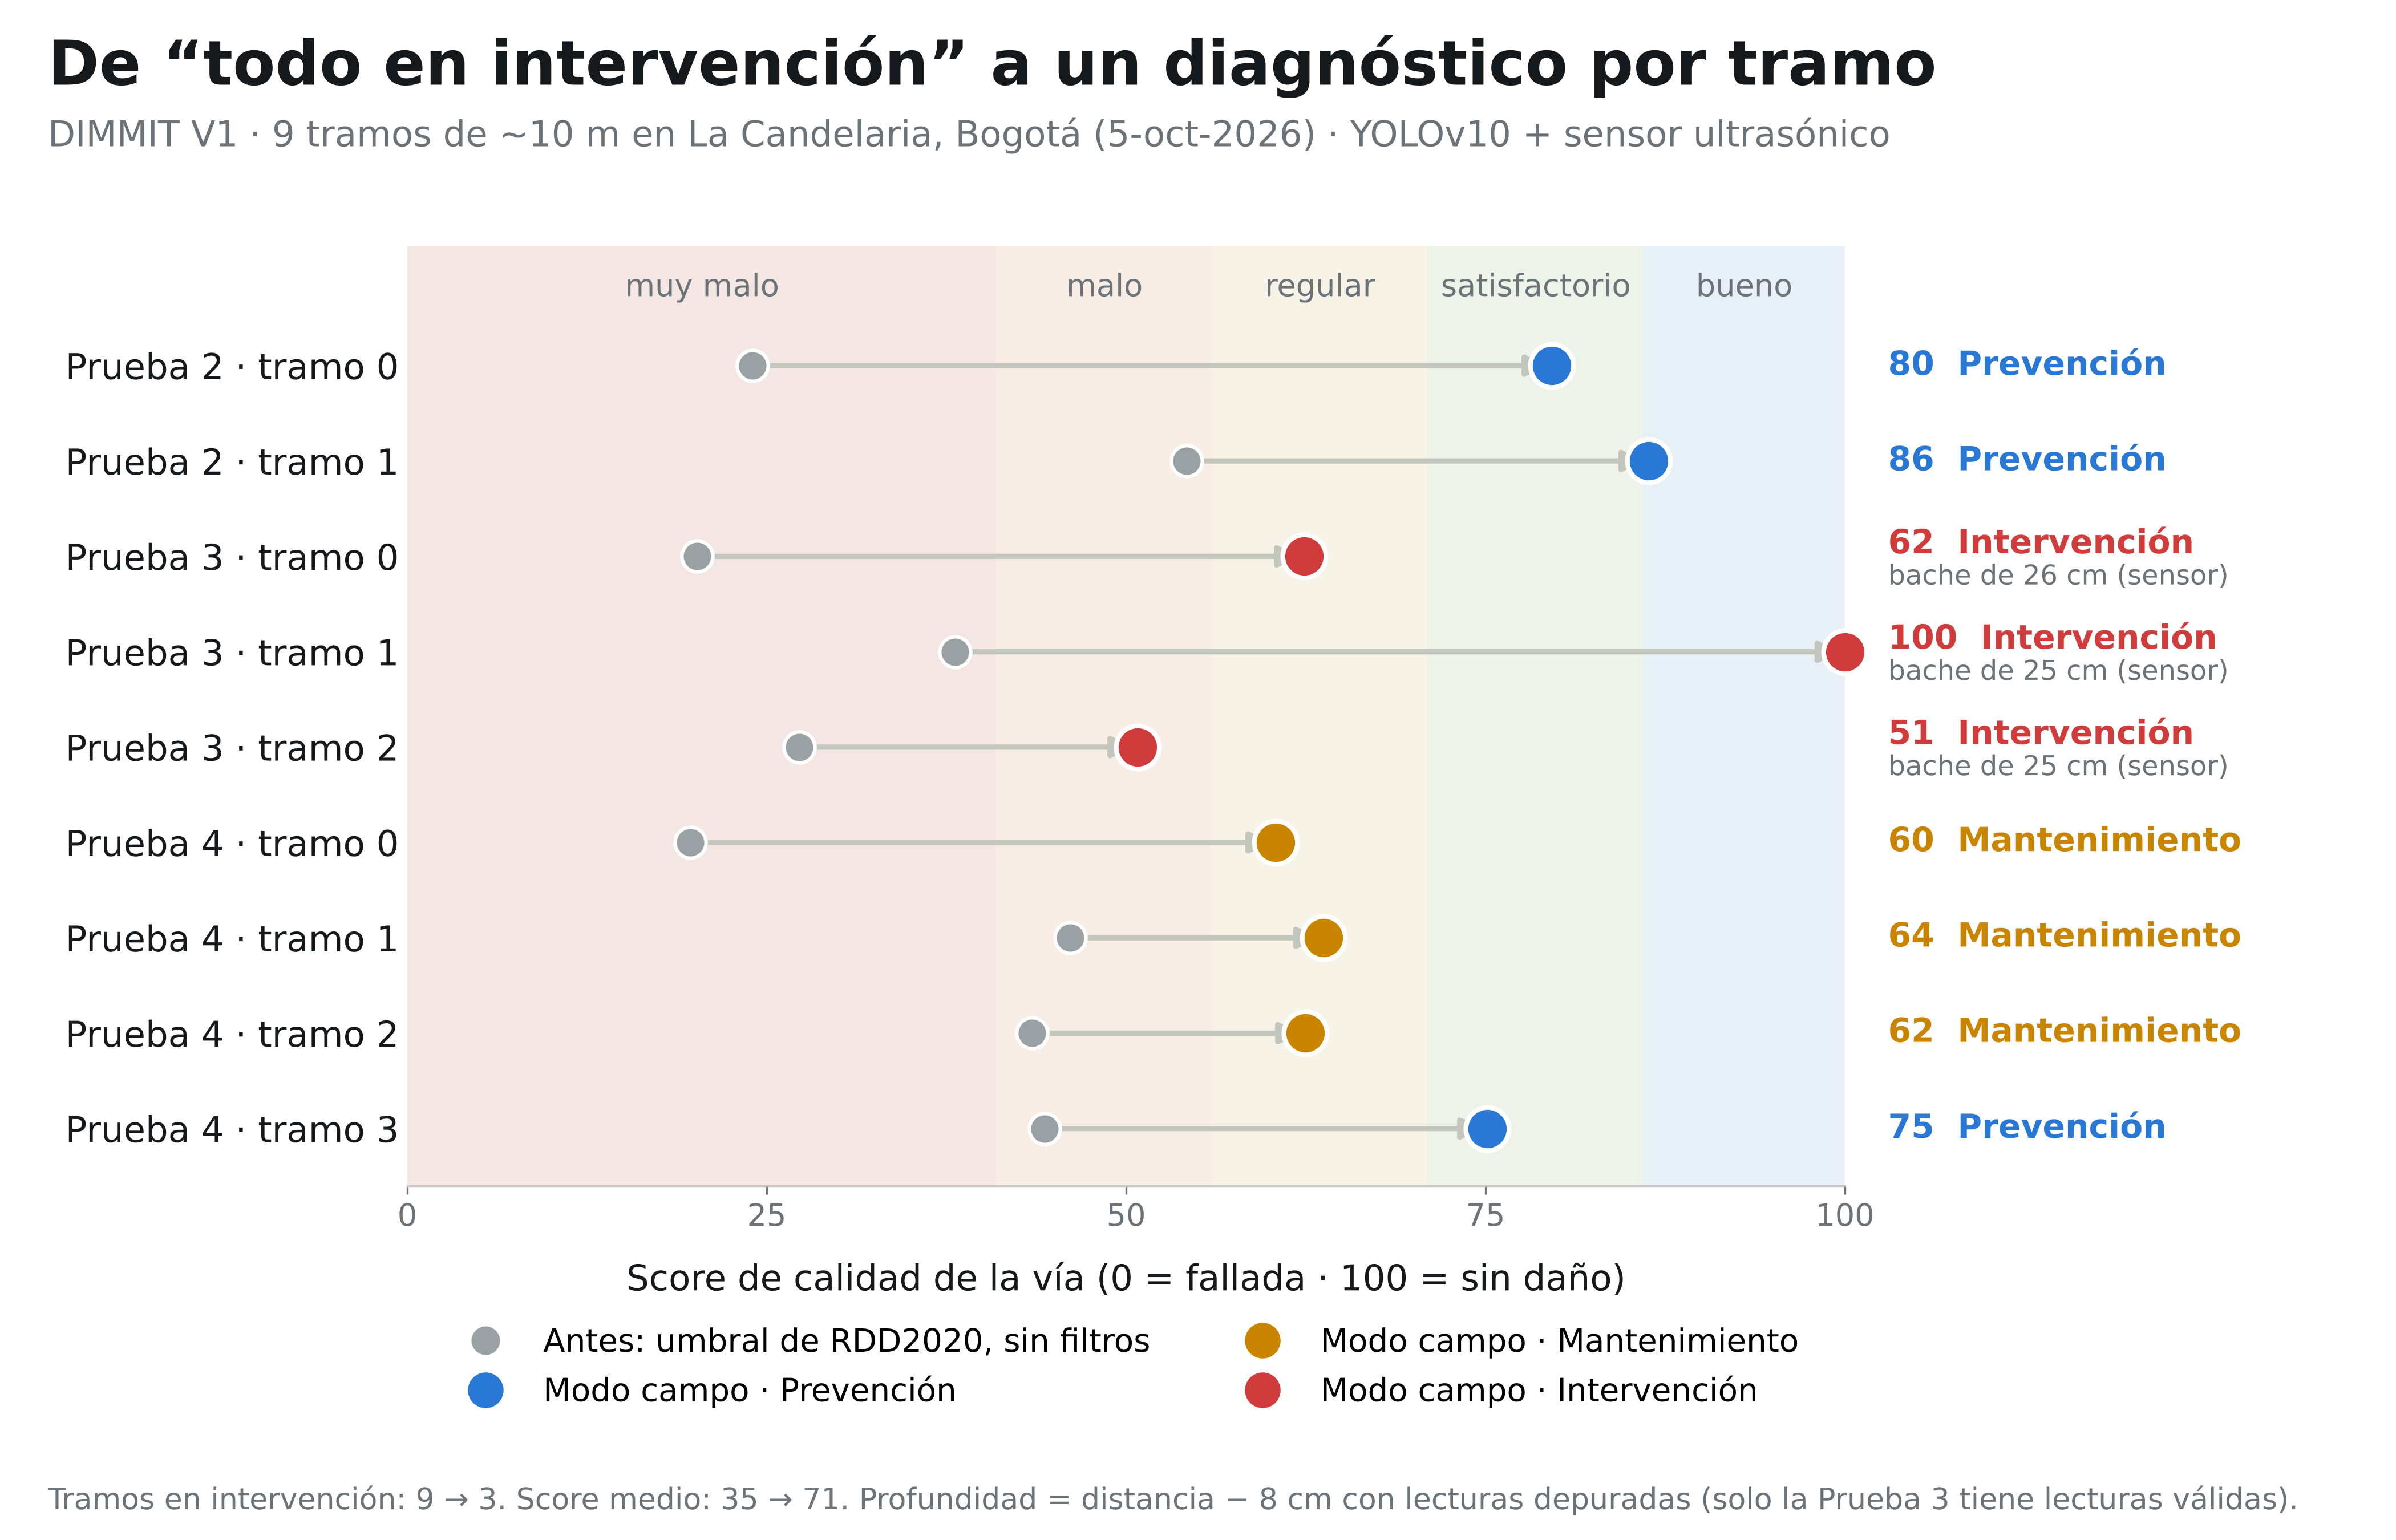 De “todo en intervención” a un diagnóstico por tramo
DIMMIT V1 · 9 tramos de ~10 m en La Candelaria, Bogotá (5-oct-2026) · YOLOv10 + sensor ultrasónico
muy malo malo regular satisfactorio bueno
Prueba 2 · tramo 0 80 Prevención
Prueba 2 · tramo 1 86 Prevención
Prueba 3 · tramo 0 62 Intervención
bache de 26 cm (sensor)
Prueba 3 · tramo 1 100 Intervención
bache de 25 cm (sensor)
Prueba 3 · tramo 2 51 Intervención
bache de 25 cm (sensor)
Prueba 4 · tramo 0 60 Mantenimiento
Prueba 4 · tramo 1 64 Mantenimiento
Prueba 4 · tramo 2 62 Mantenimiento
Prueba 4 · tramo 3 75 Prevención
0 25 50 75 100
Score de calidad de la vía (0 = fallada · 100 = sin daño)
Antes: umbral de RDD2020, sin filtros
Modo campo · Prevención
Modo campo · Mantenimiento
Modo campo · Intervención
Tramos en intervención: 9 → 3. Score medio: 35 → 71. Profundidad = distancia − 8 cm con lecturas depuradas (solo la Prueba 3 tiene lecturas válidas).